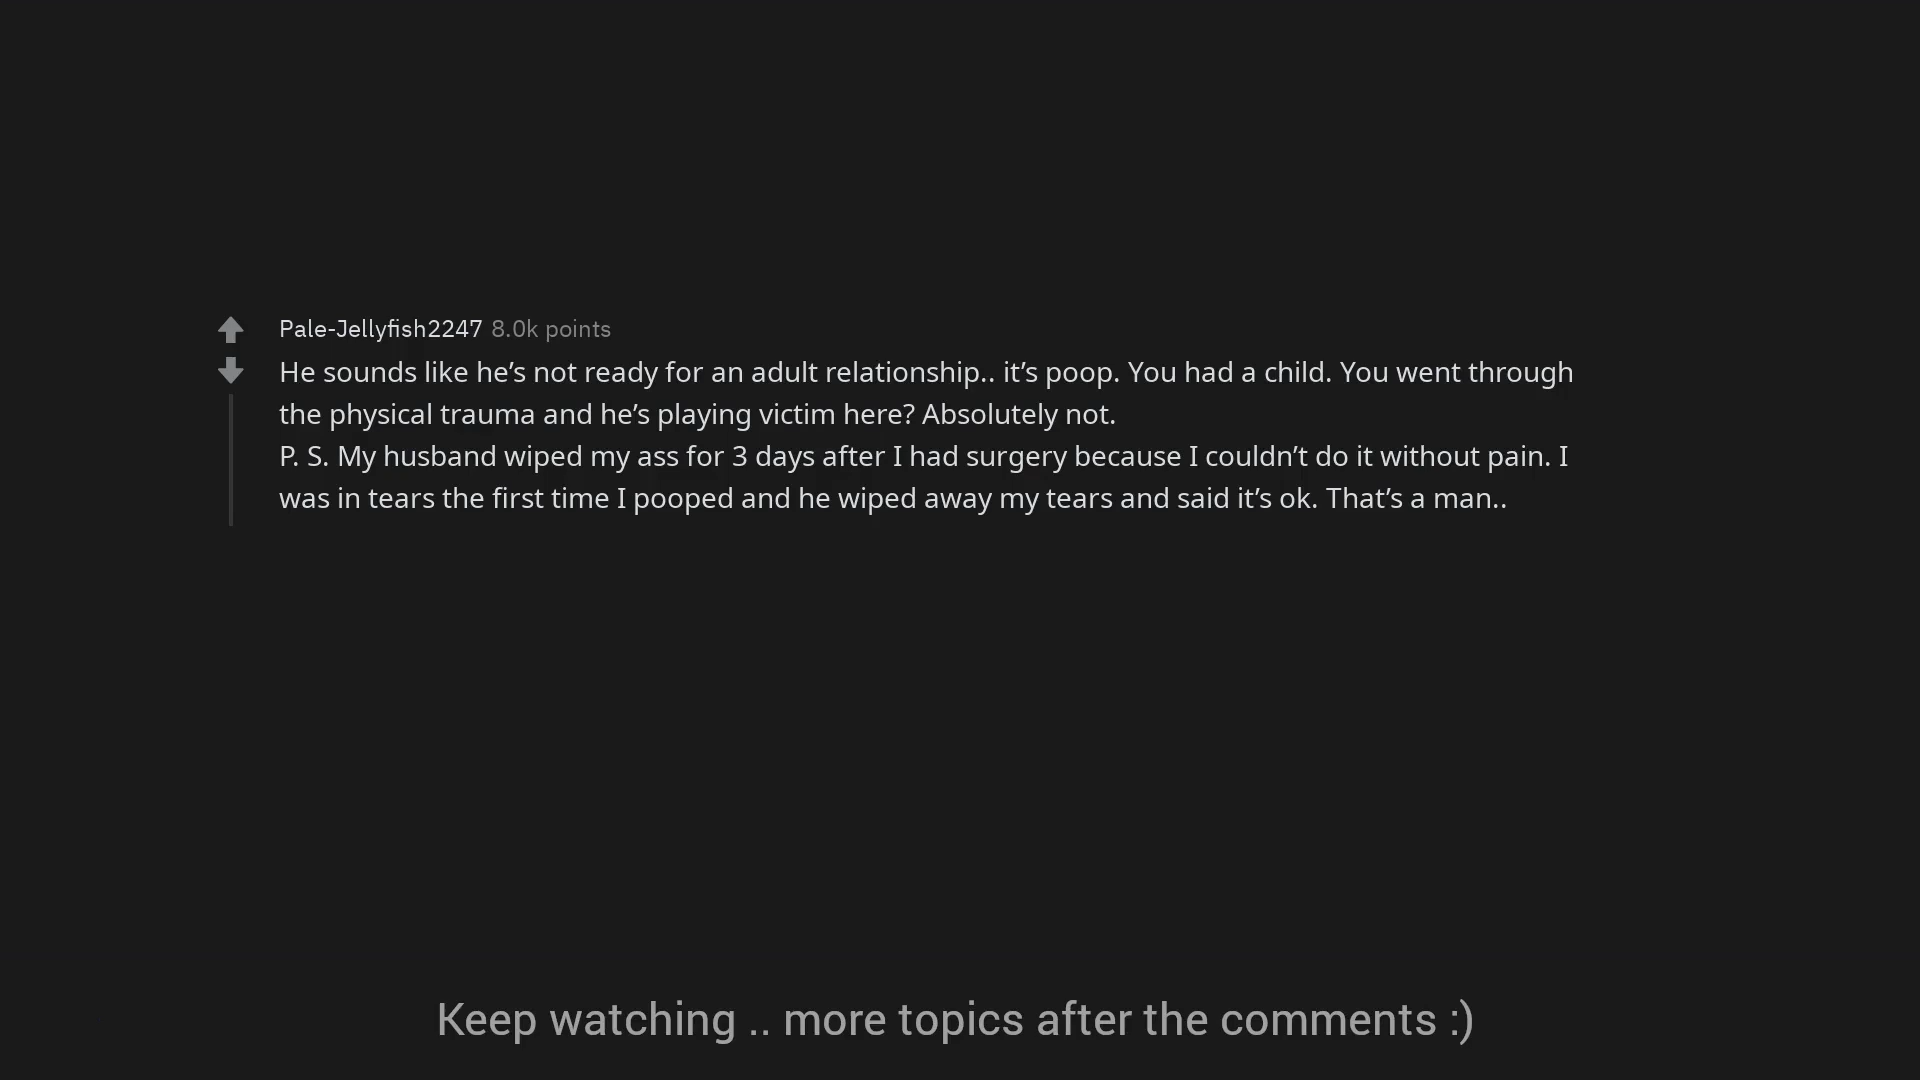 Pale-Jellyfish2247 8.0k points
He sounds like he’s not ready for an adult relationship.. it’s poop. You had a child. You went through
the physical trauma and he’s playing victim here? Absolutely not.
P. S. My husband wiped my ass for 3 days after I had surgery because I couldn’t do it without pain. I
was in tears the first time I pooped and he wiped away my tears and said it’s ok. That’s a man..
Keep watching .. more topics after the comments :)